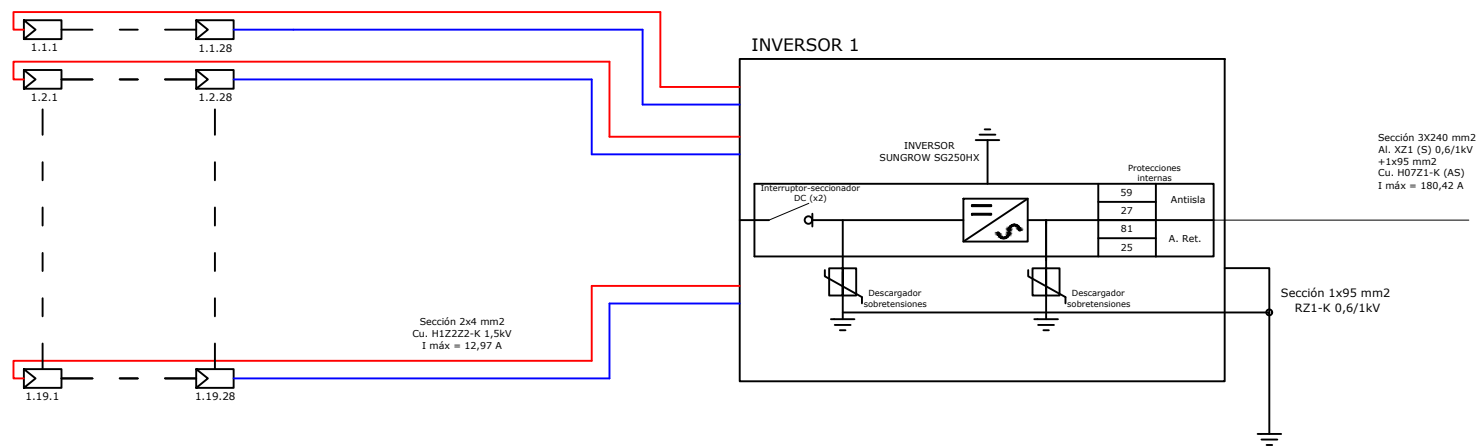 1.1.1
1.1.28
1.2.1
1.2.28
INVERSOR 1
INVERSOR
SUNGROW SG250HX
Interruptor-seccionador
DC (x2)
Protecciones
internas
59
27
81
25
Antiisla
A. Ret.
Descargador
sobretensiones
Descargador
sobretensiones
Sección 3X240 mm2
Al. XZ1 (S) 0,6/1kV
+1x95 mm2
Cu. H07Z1-K (AS)
I máx = 180,42 A
Sección 1x95 mm2
RZ1-K 0,6/1kV
Sección 2x4 mm2
Cu. H1Z2Z2-K 1,5kV
I máx = 12,97 A
1.19.1
1.19.28